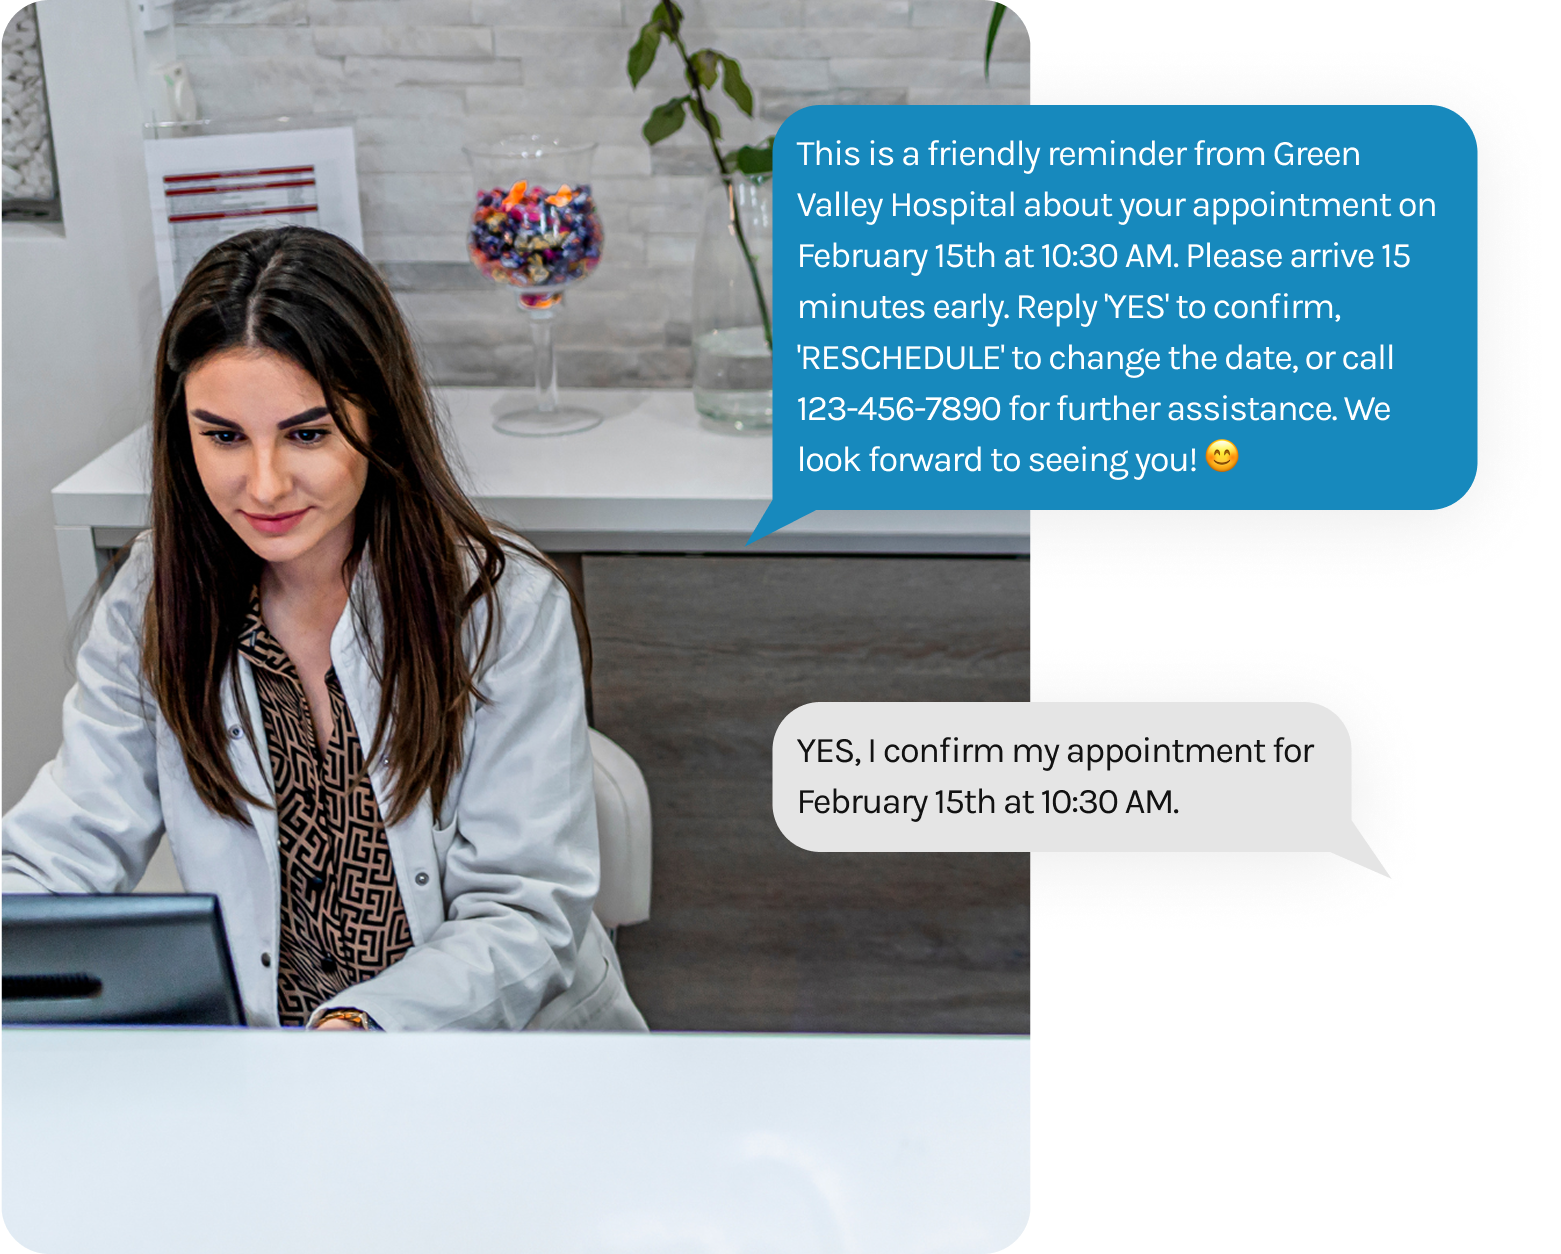 This is a friendly reminder from Green
Valley Hospital about your appointment on
February 15th at 10:30 AM. Please arrive 15
minutes early. Reply 'YES' to confirm,
'RESCHEDULE' to change the date, or call
123-456-7890 for further assistance. We
look forward to seeing you! 😊
YES, I confirm my appointment for
February 15th at 10:30 AM.